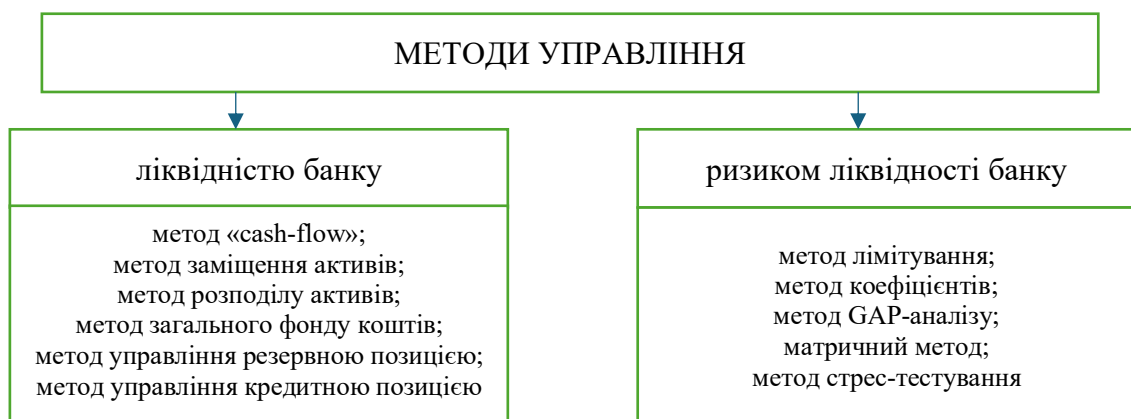 МЕТОДИ УПРАВЛІННЯ
ліквідністю банку
метод «cash-flow»;
метод заміщення активів;
метод розподілу активів;
метод загального фонду коштів;
метод управління резервною позицією;
метод управління кредитною позицією
ризиком ліквідності банку
метод лімітування;
метод коефіцієнтів;
метод GAP-аналізу;
матричний метод;
метод стрес-тестування